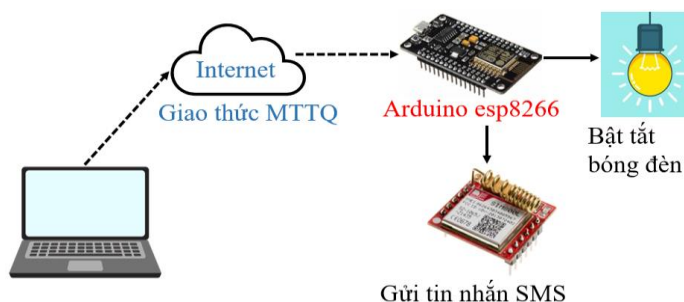 Internet
Giao thức MTTQ
Arduino esp8266
Bật tắt
bóng đèn
Gửi tin nhắn SMS